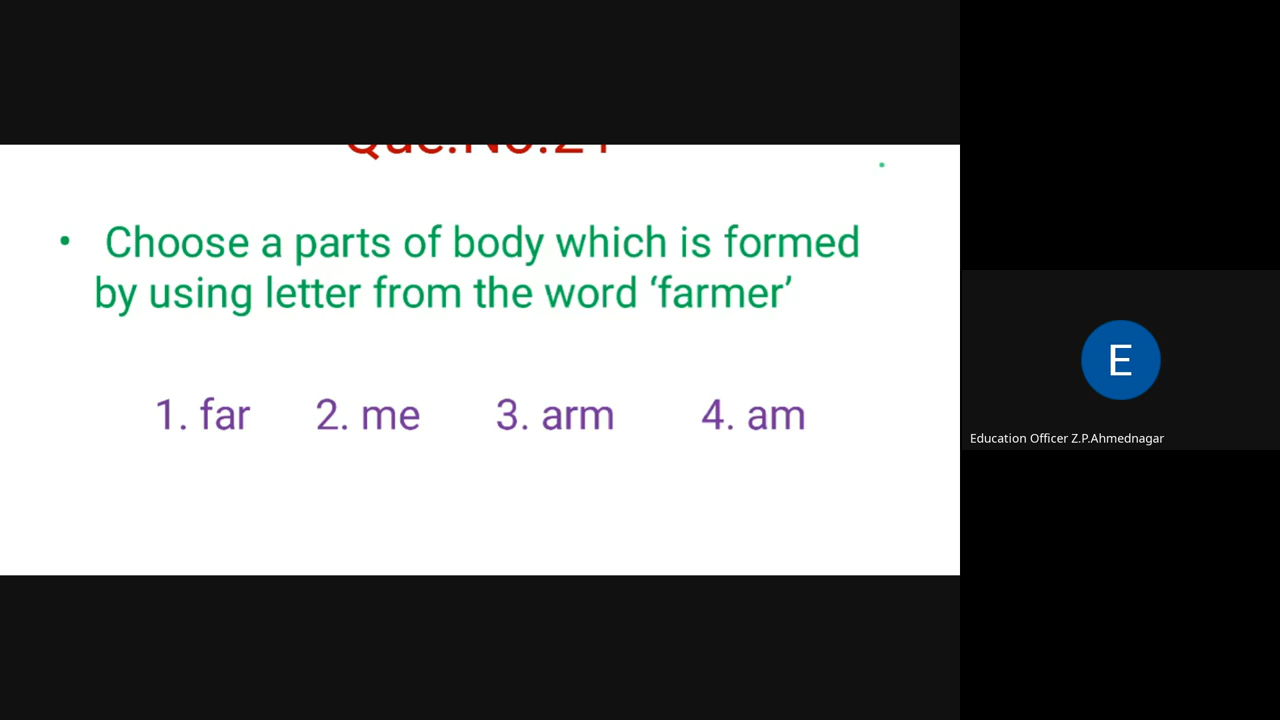 Que.No.21
• Choose a parts of body which is formed
by using letter from the word ‘farmer’
1. far 2. me 3. arm 4. am
E
Education Officer Z.P.Ahmednagar